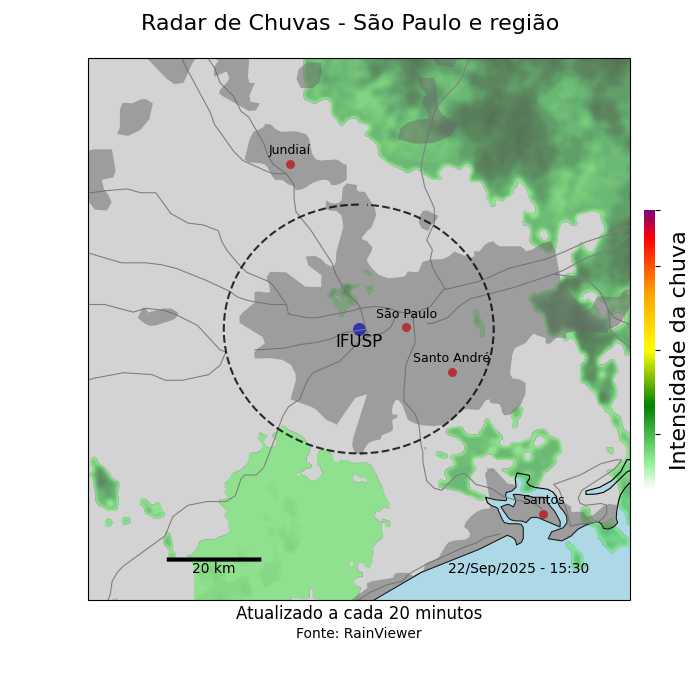 Radar de Chuvas - São Paulo e região
Jundiaí
São Paulo
IFUSP
Santo André
Santos
20 km
22/Sep/2025 - 15:30
Intensidade da chuva
Atualizado a cada 20 minutos
Fonte: RainViewer